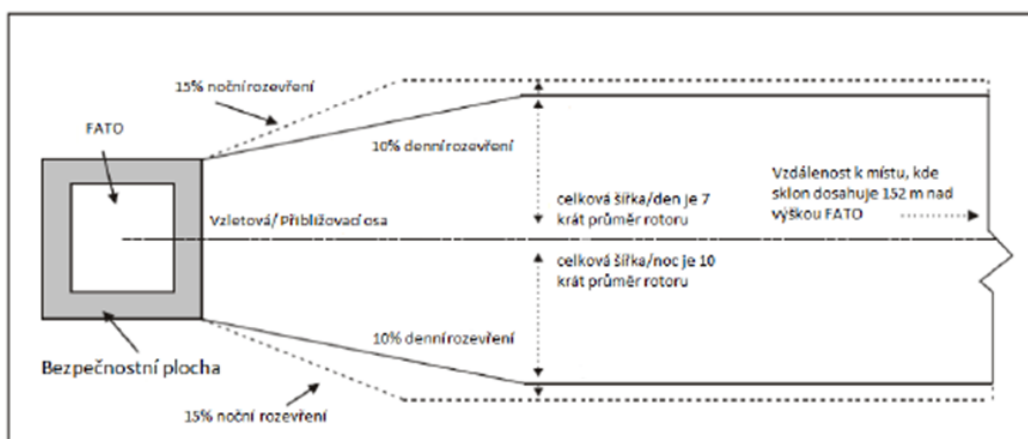 15% noční rozevření
FATO
10% denní rozevření
Vzdálenost k místu, kde
sklon dosahuje 152 m nad
výškou FATO
celková šířka/den je 7
krát průměr rotoru
Vzletová/Přibližovací osa
celková šířka/noc je 10
krát průměr rotoru
10% denní rozevření
Bezpečnostní plocha
15% noční rozevření